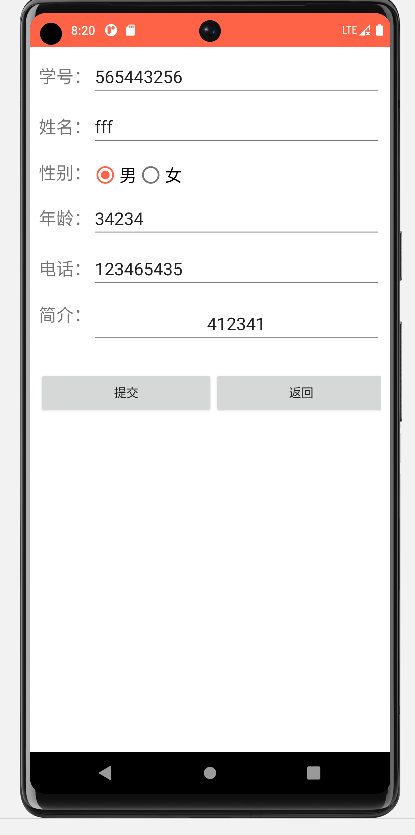 8:20 LTE
学号: 565443256
姓名: fff
性别: 男 女
年龄: 34234
电话: 123465435
简介: 412341
提交 返回